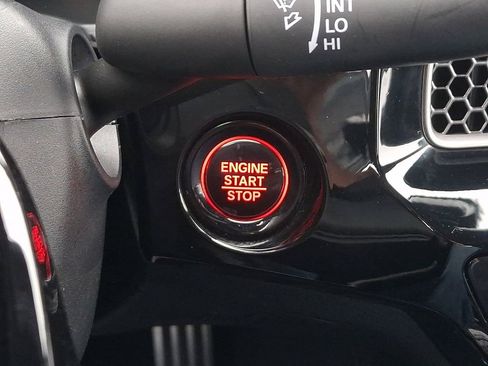 INT
LO
HI
ENGINE
START
STOP